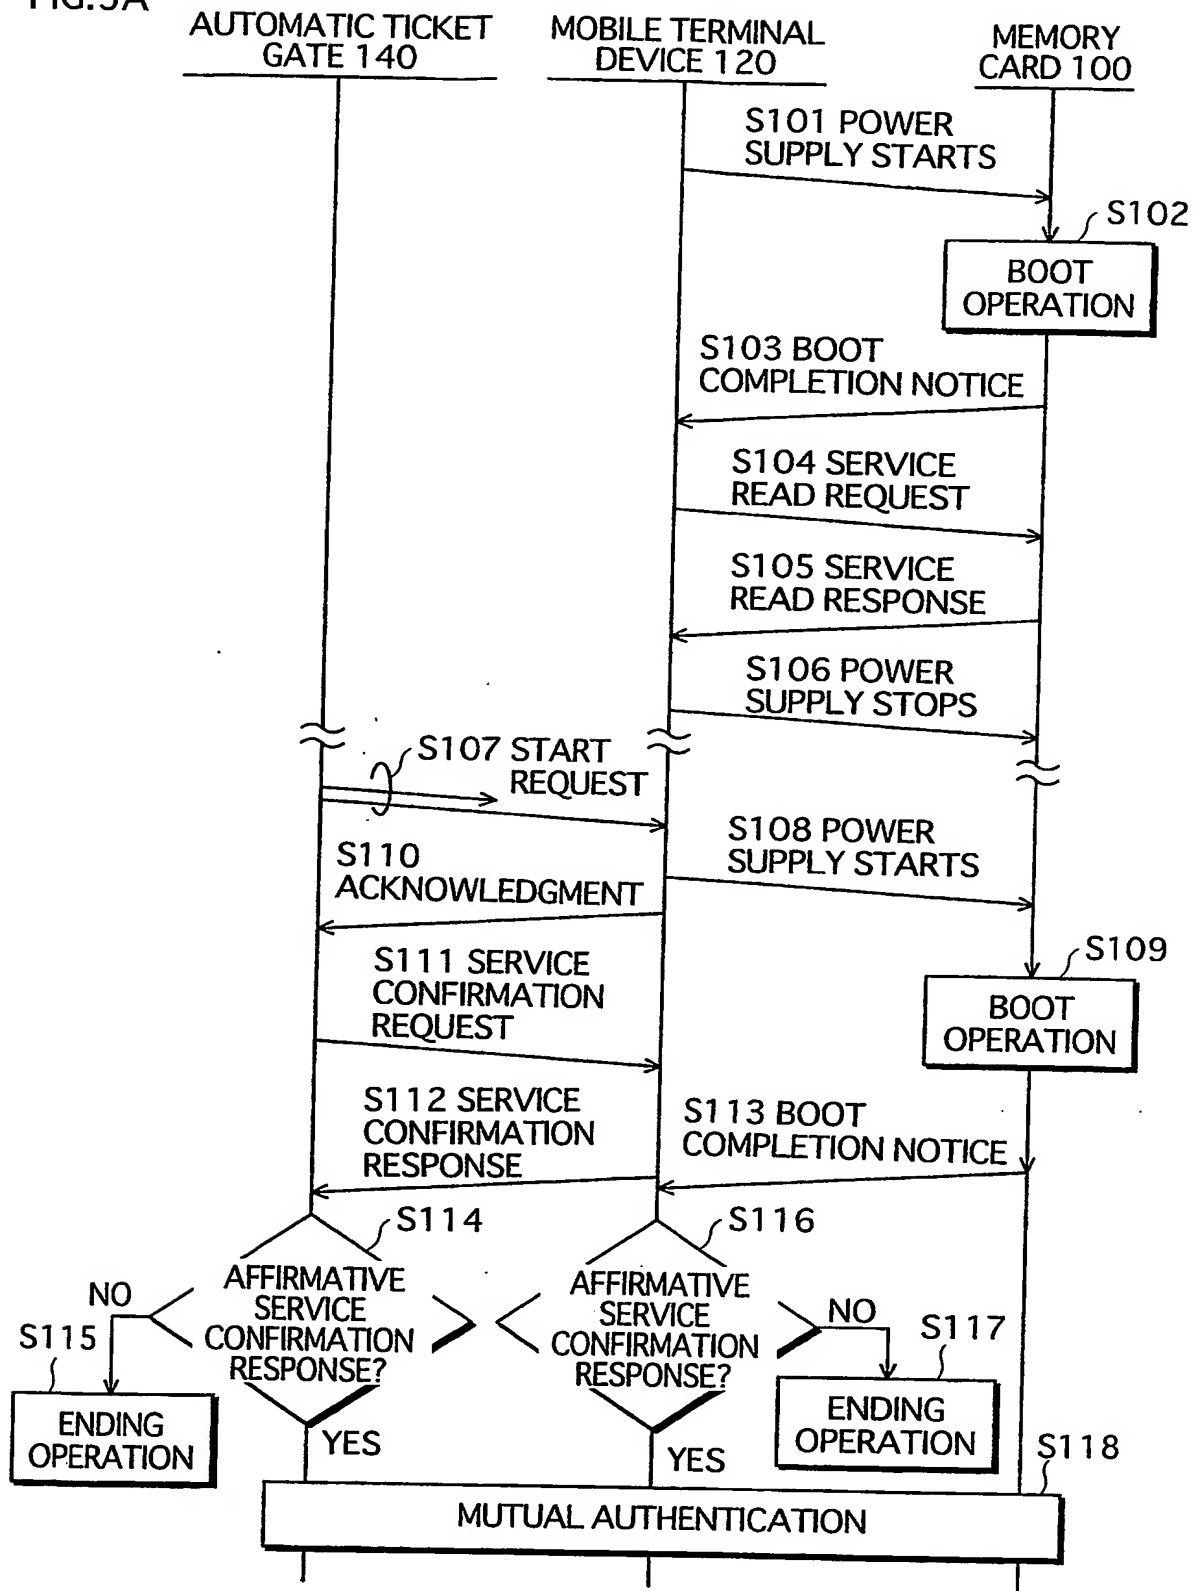 FIG.5A
AUTOMATIC TICKET
GATE 140
MOBILE TERMINAL
DEVICE 120
MEMORY
CARD 100
S101 POWER
SUPPLY STARTS
S102
BOOT
OPERATION
S103 BOOT
COMPLETION NOTICE
S104 SERVICE
READ REQUEST
S105 SERVICE
READ RESPONSE
S106 POWER
SUPPLY STOPS
S107 START
REQUEST
S108 POWER
SUPPLY STARTS
S110
ACKNOWLEDGMENT
S109
BOOT
OPERATION
S111 SERVICE
CONFIRMATION
REQUEST
S112 SERVICE
CONFIRMATION
RESPONSE
S113 BOOT
COMPLETION NOTICE
S114
AFFIRMATIVE
SERVICE
CONFIRMATION
RESPONSE?
NO
S115
ENDING
OPERATION
YES
S116
AFFIRMATIVE
SERVICE
CONFIRMATION
RESPONSE?
NO
S117
ENDING
OPERATION
YES
S118
MUTUAL AUTHENTICATION